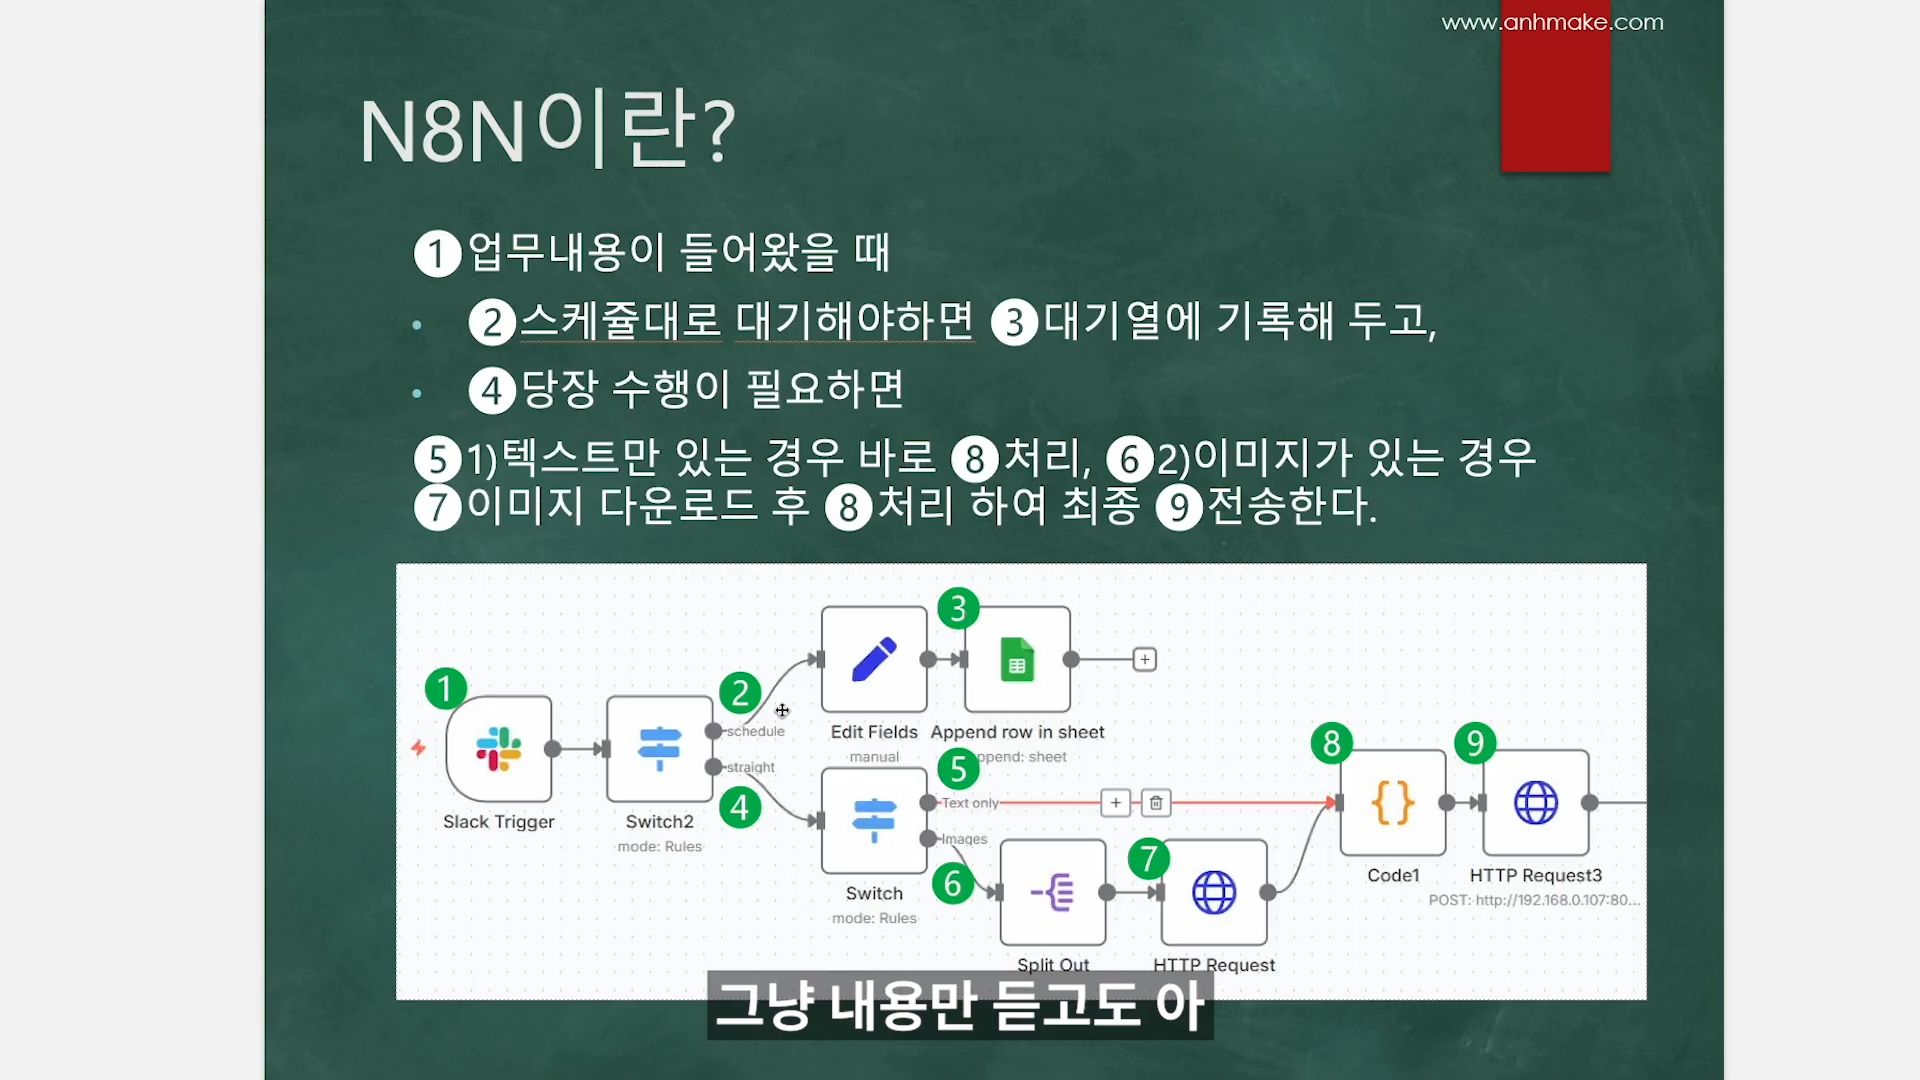 www.anhmake.com
N8N이란?
1 업무내용이 들어왔을 때
• 2 스케쥴대로 대기해야하면 3 대기열에 기록해 두고,
• 4 당장 수행이 필요하면
5 1)텍스트만 있는 경우 바로 8 처리, 6 2)이미지가 있는 경우
7 이미지 다운로드 후 8 처리 하여 최종 9 전송한다.
3
1
2
schedule
Edit Fields
manual
Append row in sheet
ppend: sheet
straight
4
5
Text only
8
9
Slack Trigger
Switch2
mode: Rules
Images
6
7
Switch
mode: Rules
Code1
HTTP Request3
POST: http://192.168.0.107:80...
Split Out
HTTP Request
그냥 내용만 듣고도 아